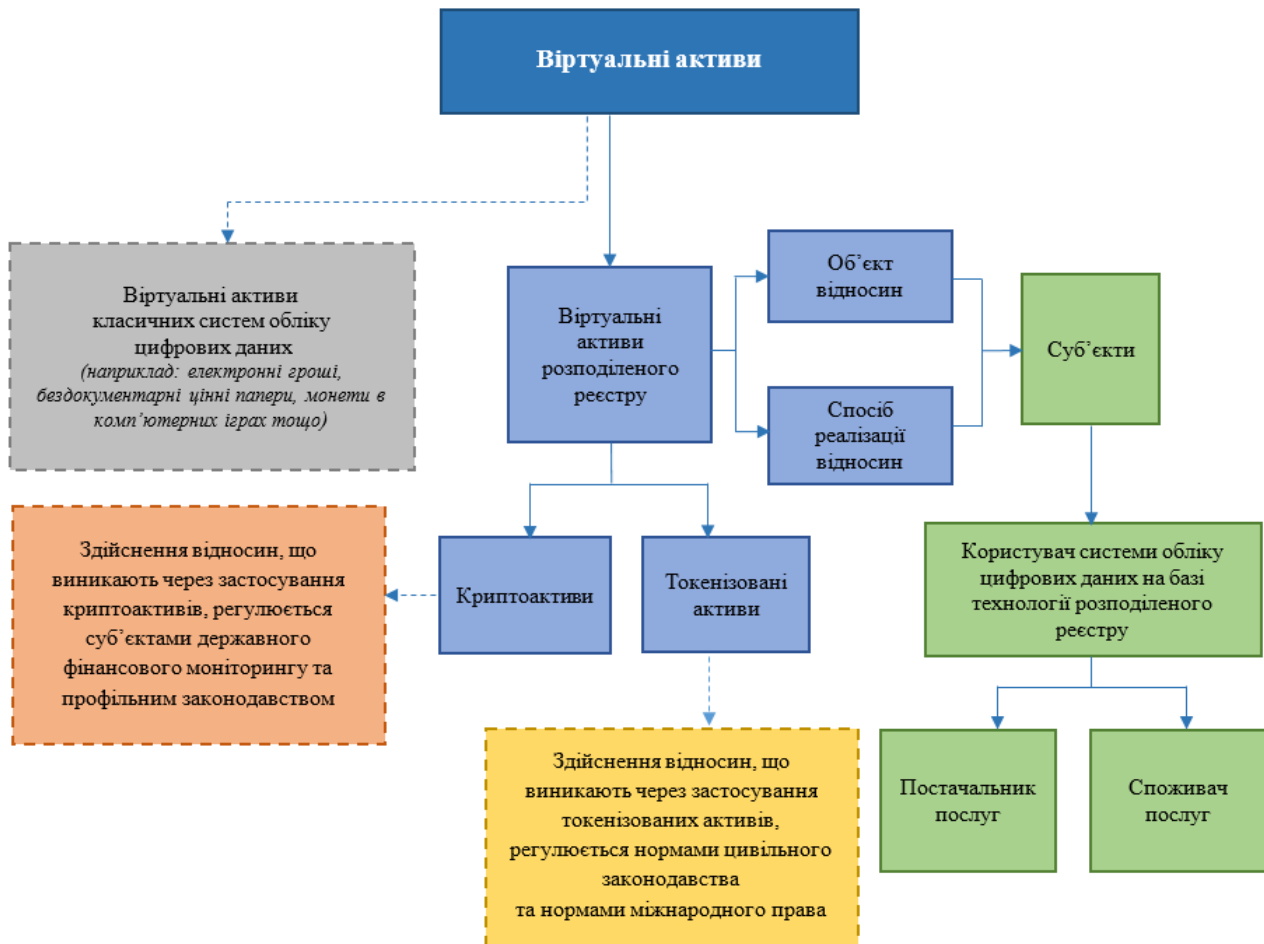 Віртуальні активи
Віртуальні активи
класичних систем обліку
цифрових даних
(наприклад: електронні гроші,
бездокументарні цінні папери, монети в
комп’ютерних іграх тощо)
Віртуальні
активи
розподіленого
реєстру
Об’єкт
відносин
Спосіб
реалізації
відносин
Суб’єкти
Здійснення відносин, що
виникають через застосування
криптоактивів, регулюється
суб’єктами державного
фінансового моніторингу та
профільним законодавством
Криптоактиви
Токенізовані
активи
Користувач системи обліку
цифрових даних на базі
технології розподіленого
реєстру
Здійснення відносин, що
виникають через застосування
токенізованих активів,
регулюється нормами цивільного
законодавства
та нормами міжнародного права
Постачальник
послуг
Споживач
послуг